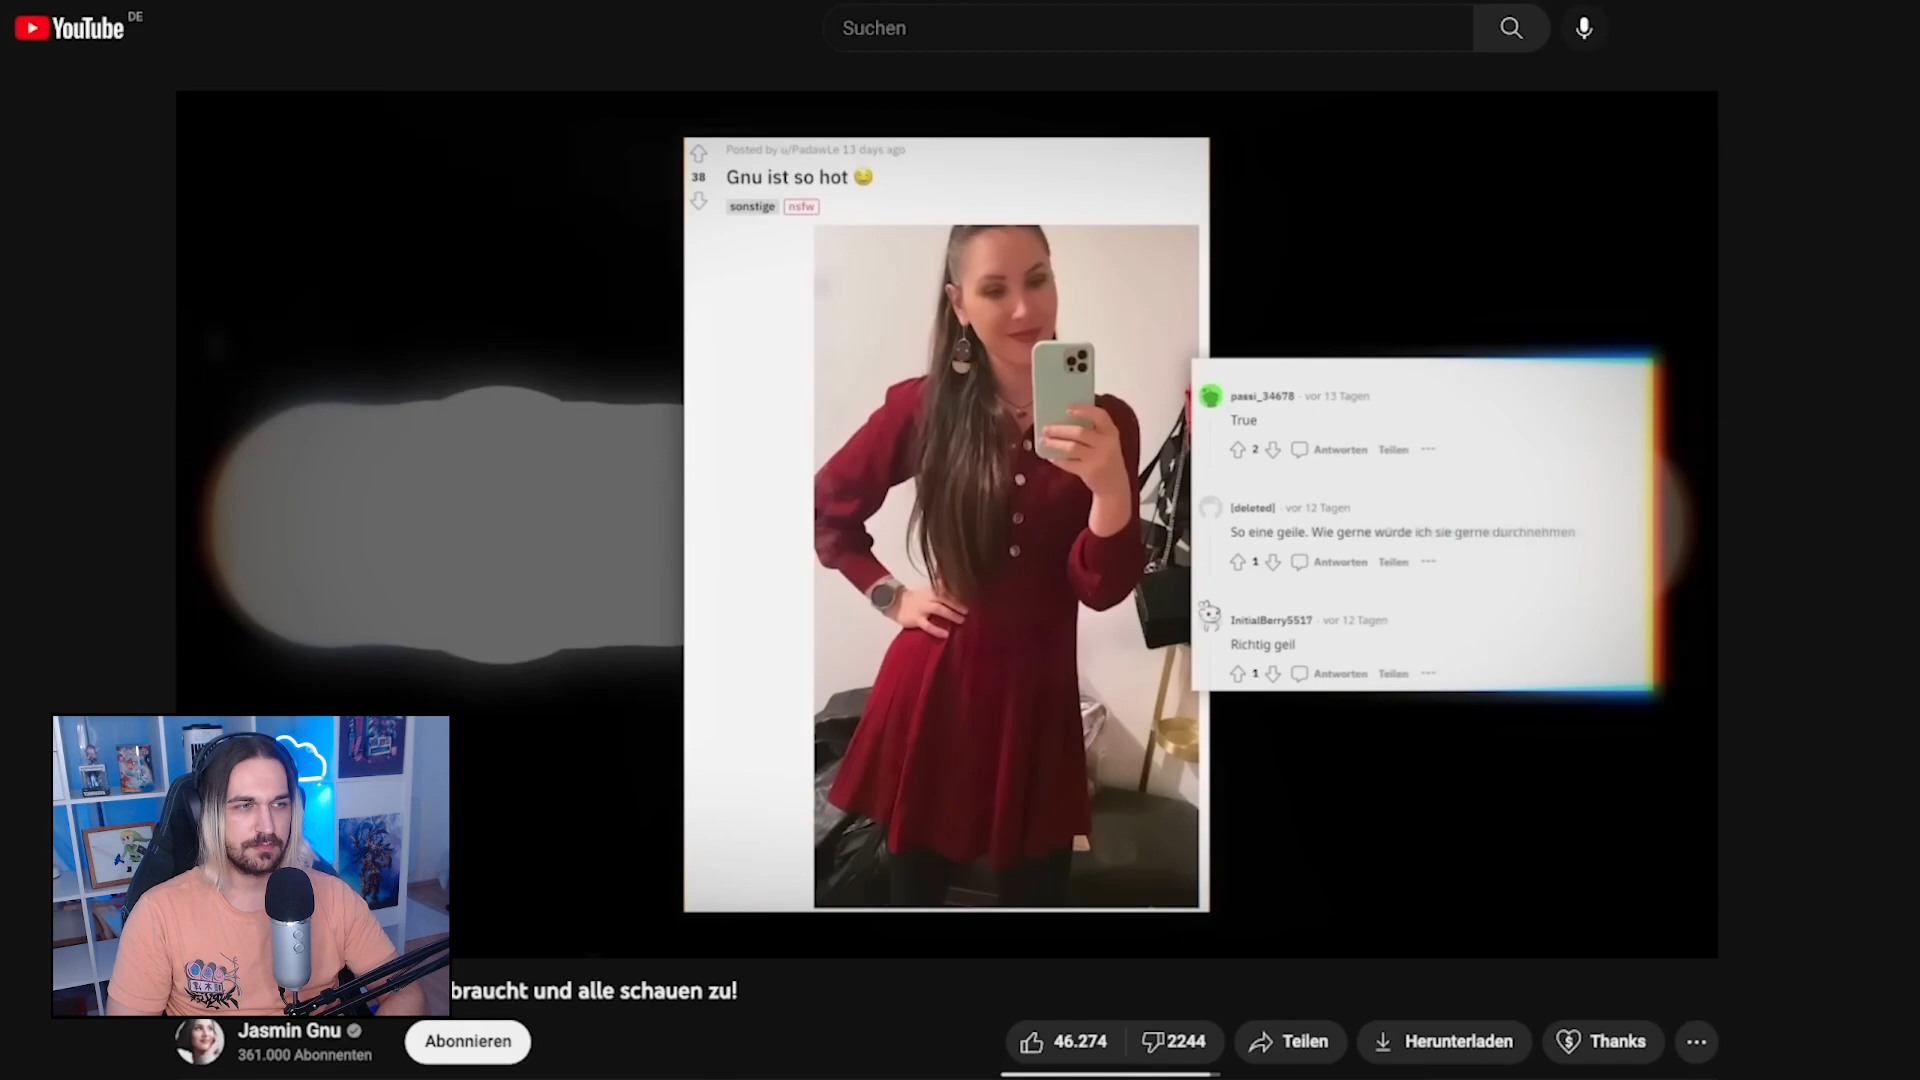 YouTube DE
Suchen
Posted by u/PadawLe 13 days ago
38
Gnu ist so hot
sonstige nsfw
passi_34678 · vor 13 Tagen
True
2 Antworten Teilen ···
[deleted] · vor 12 Tagen
So eine geile. Wie gerne würde ich sie gerne durchnehmen
1 Antworten Teilen ···
InitialBerry5517 · vor 12 Tagen
Richtig geil
1 Antworten Teilen ···
braucht und alle schauen zu!
Jasmin Gnu
361.000 Abonnenten
Abonnieren
46.274
2244
Teilen
Herunterladen
Thanks